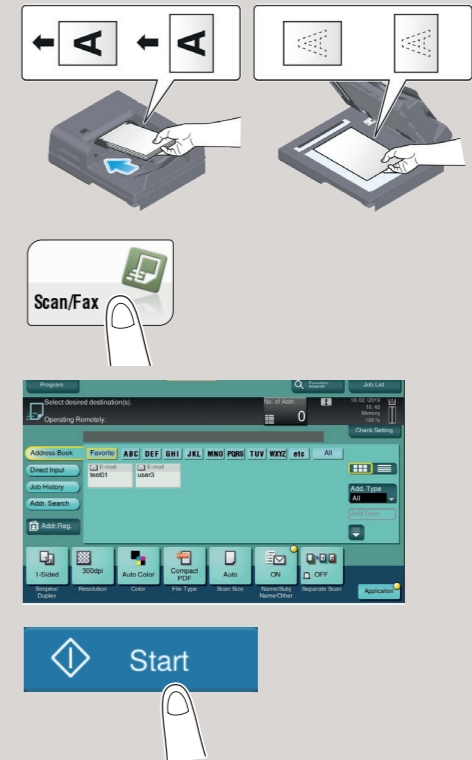 A A
A A
Scan/Fax
Program
Job List
Select desired destination(s).
No. of Addr.
0
Operating Remotely.
Memory
100 %
Check Setting
Address Book
Favorite ABC DEF GHI JKL MNO PQRS TUV WXYZ etc All
Direct Input
E-mail
test01
E-mail
user3
Job History
Addr. Search
Add. Type
All
Addr.Reg.
1-Sided
300dpi
Auto Color
Compact
PDF
Auto
ON
OFF
Simplex/
Duplex
Resolution
Color
File Type
Scan Size
Name/Subj
Name/Other
Separate Scan
Application
Start